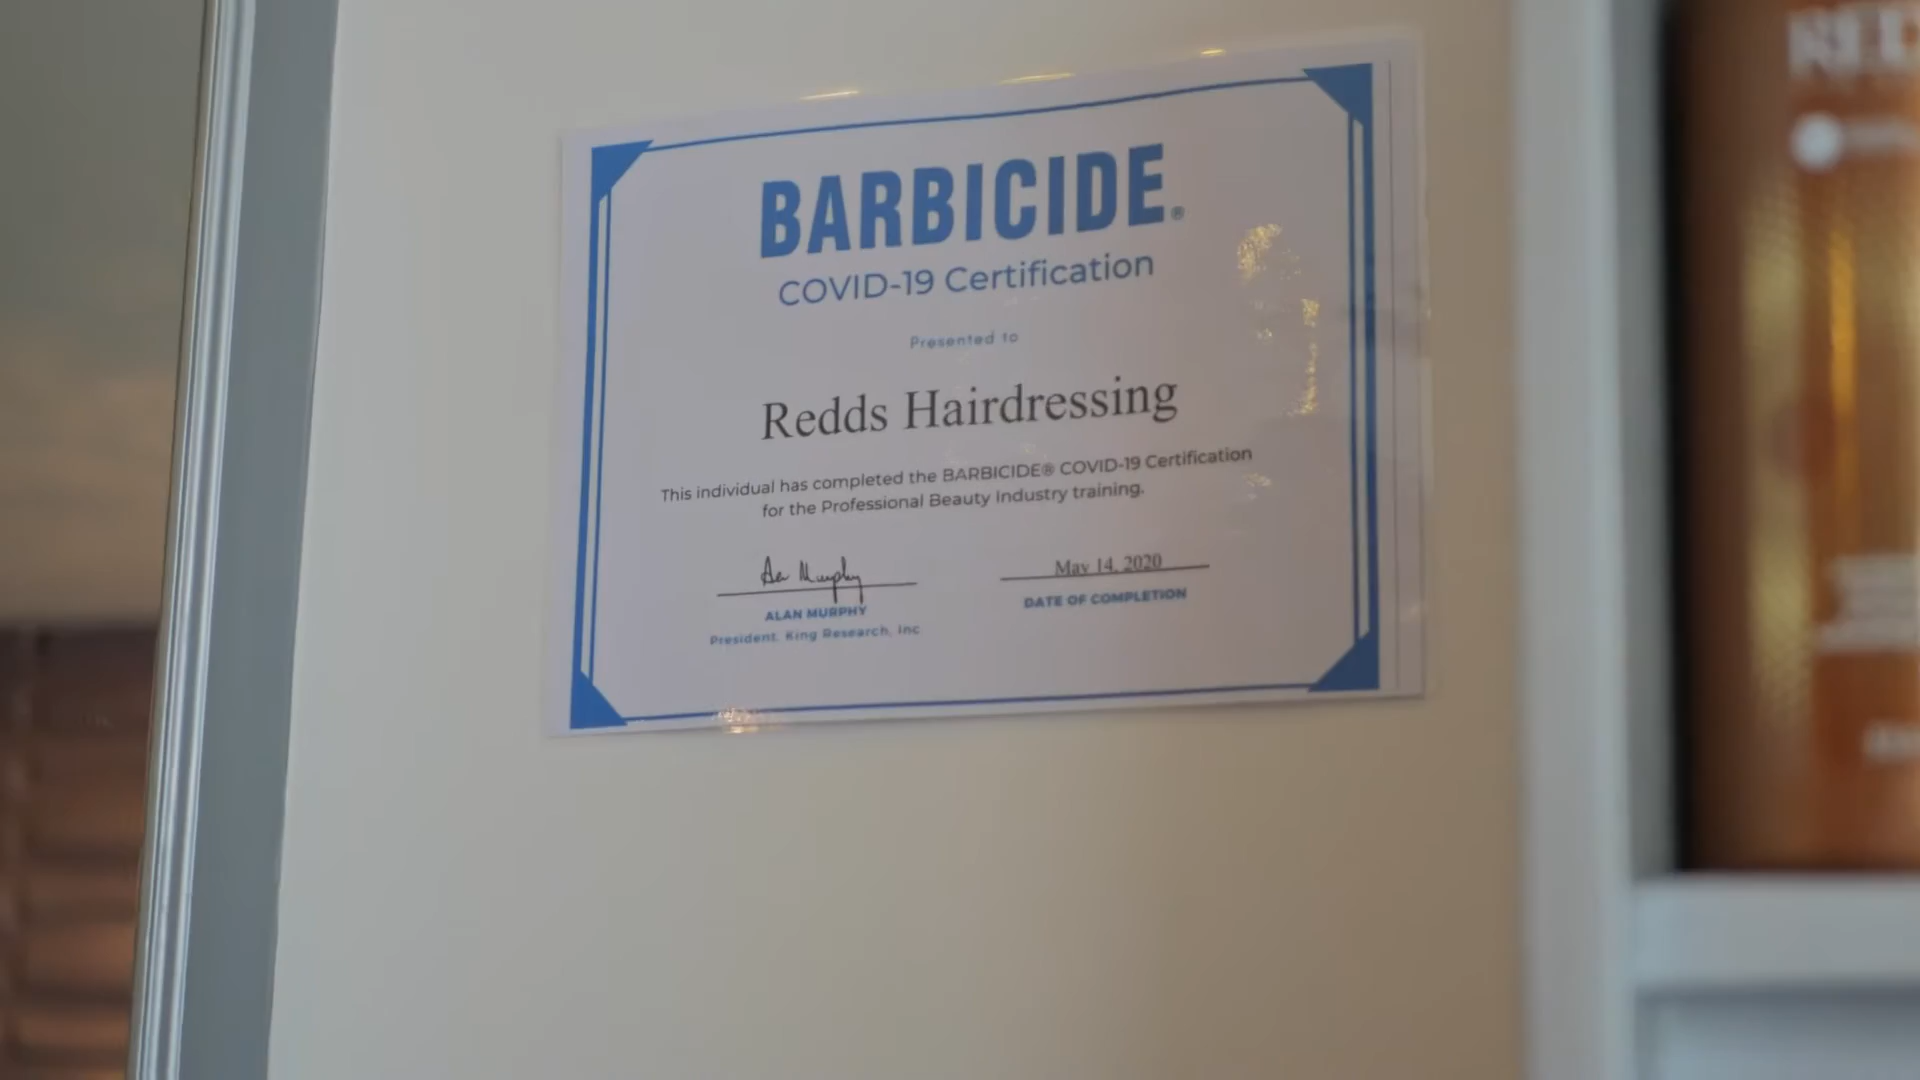 BARBICIDE®
COVID-19 Certification
Presented to
Redds Hairdressing
This individual has completed the BARBICIDE® COVID-19 Certification
for the Professional Beauty Industry training.
May 14, 2020
ALAN MURPHY
DATE OF COMPLETION
President, King Research, Inc